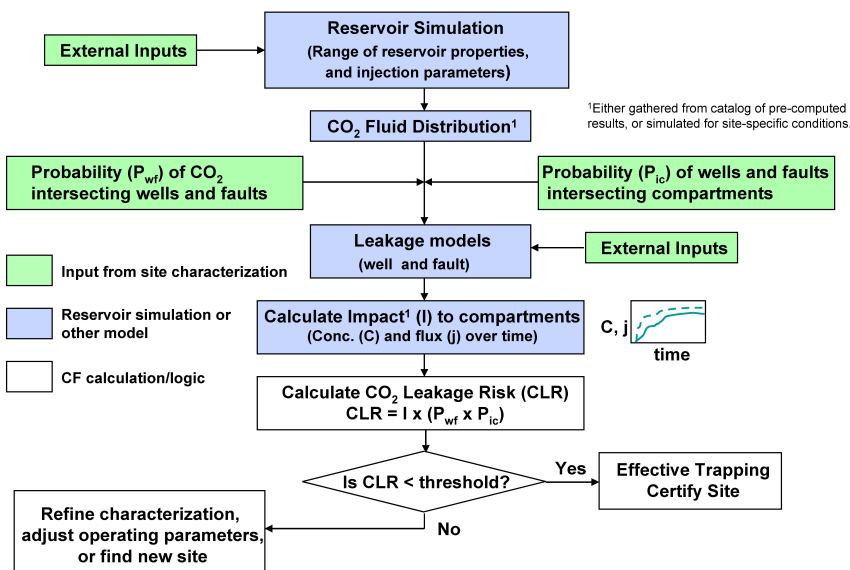 Reservoir Simulation
(Range of reservoir properties,
and injection parameters)
External Inputs
CO₂ Fluid Distribution¹
¹Either gathered from catalog of pre-computed
results, or simulated for site-specific conditions.
Probability (Pwf) of CO₂
intersecting wells and faults
Probability (Pic) of wells and faults
intersecting compartments
Leakage models
(well and fault)
External Inputs
Input from site characterization
Reservoir simulation or
other model
CF calculation/logic
Calculate Impact¹ (I) to compartments
(Conc. (C) and flux (j) over time)
C, j
time
Calculate CO₂ Leakage Risk (CLR)
CLR = I x (Pwf x Pic)
Is CLR < threshold?
Yes
Effective Trapping
Certify Site
No
Refine characterization,
adjust operating parameters,
or find new site